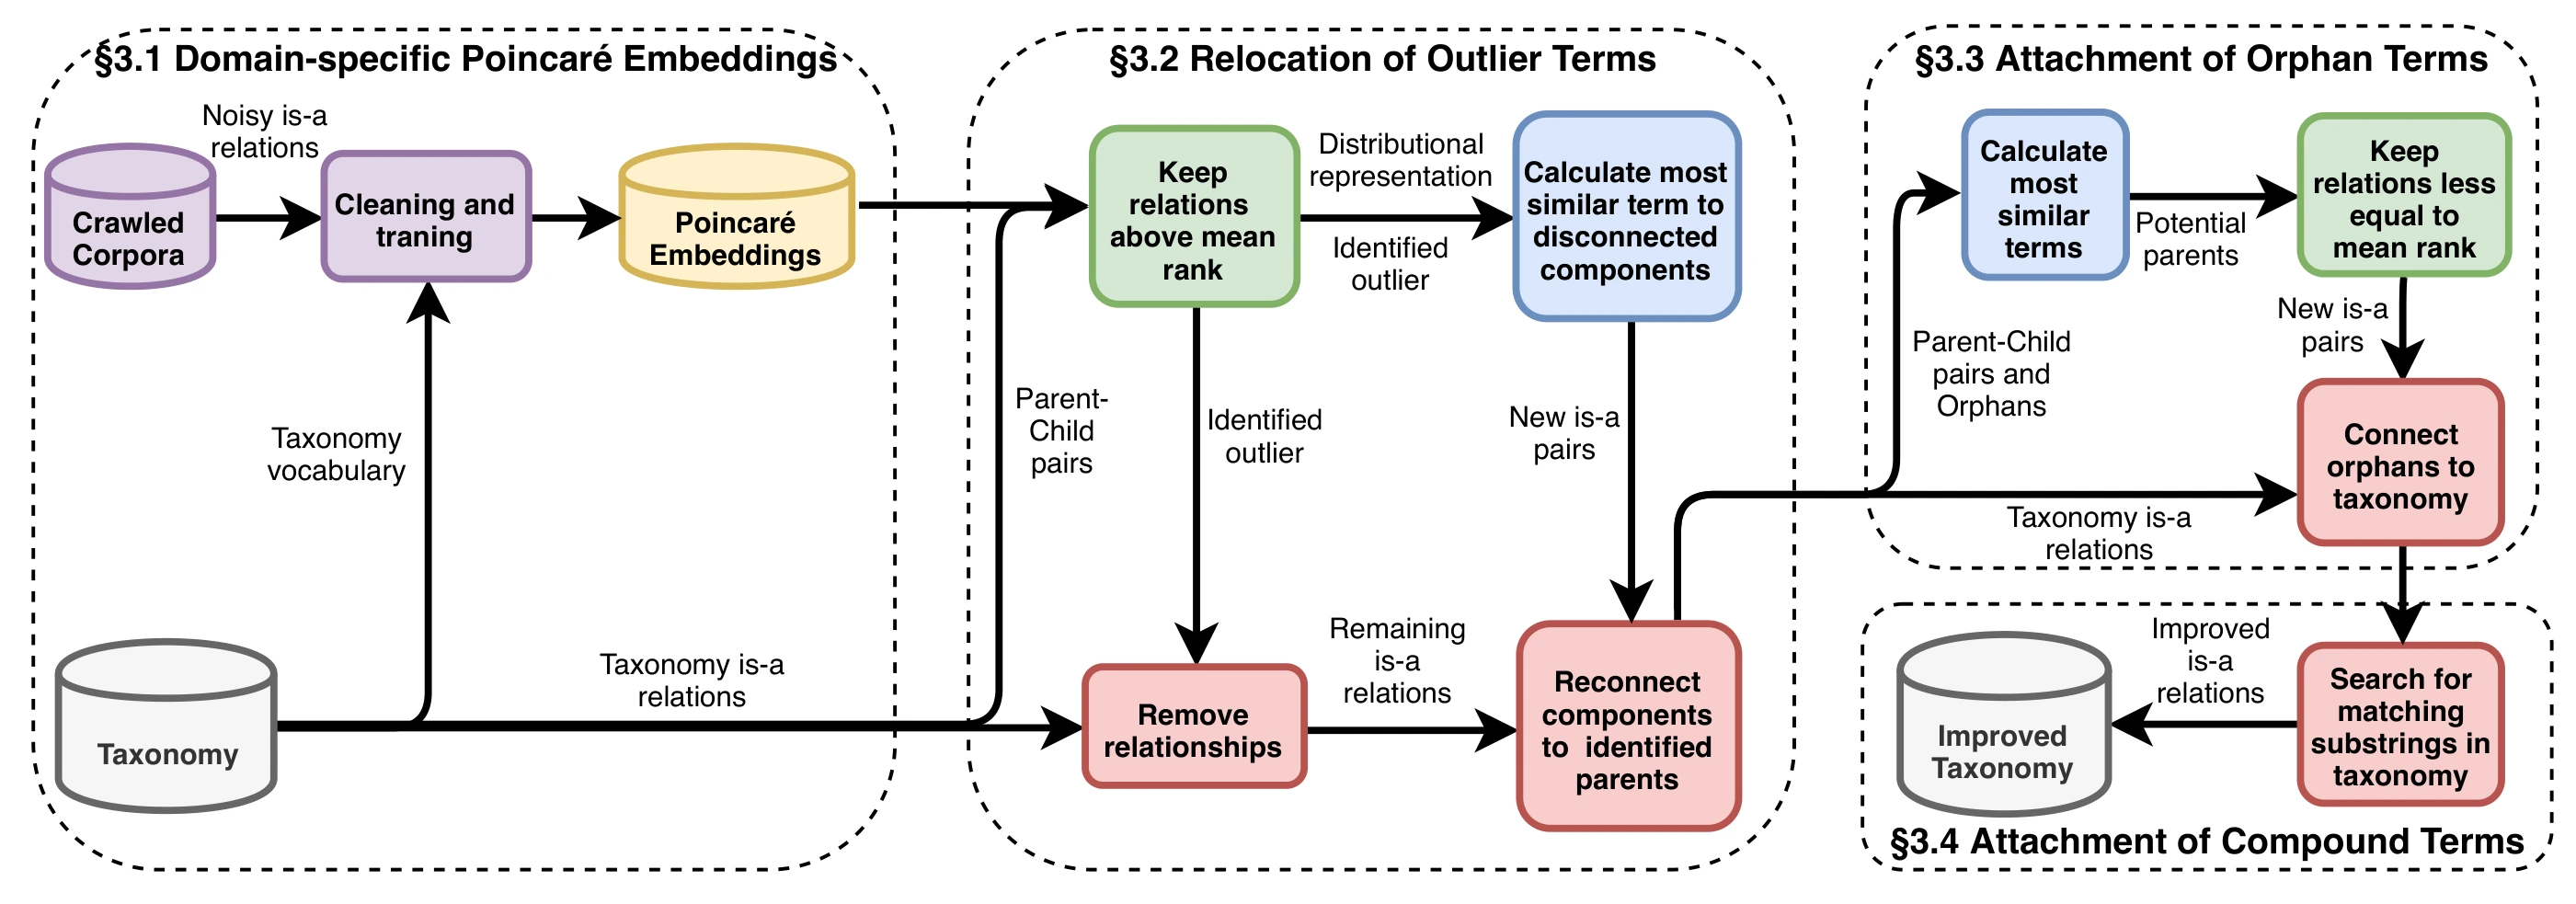 §3.1 Domain-specific Poincaré Embeddings
Noisy is-a
relations
Crawled
Corpora
Cleaning and
traning
Poincaré
Embeddings
Taxonomy
vocabulary
Taxonomy
Taxonomy is-a
relations
§3.2 Relocation of Outlier Terms
Keep
relations
above mean
rank
Distributional
representation
Identified
outlier
Calculate most
similar term to
disconnected
components
Parent-
Child
pairs
Identified
outlier
New is-a
pairs
Remove
relationships
Remaining
is-a
relations
Reconnect
components
to identified
parents
§3.3 Attachment of Orphan Terms
Calculate
most
similar
terms
Potential
parents
Keep
relations less
equal to
mean rank
Parent-Child
pairs and
Orphans
New is-a
pairs
Connect
orphans to
taxonomy
Taxonomy is-a
relations
Improved
is-a
relations
Search for
matching
substrings in
taxonomy
Improved
Taxonomy
§3.4 Attachment of Compound Terms